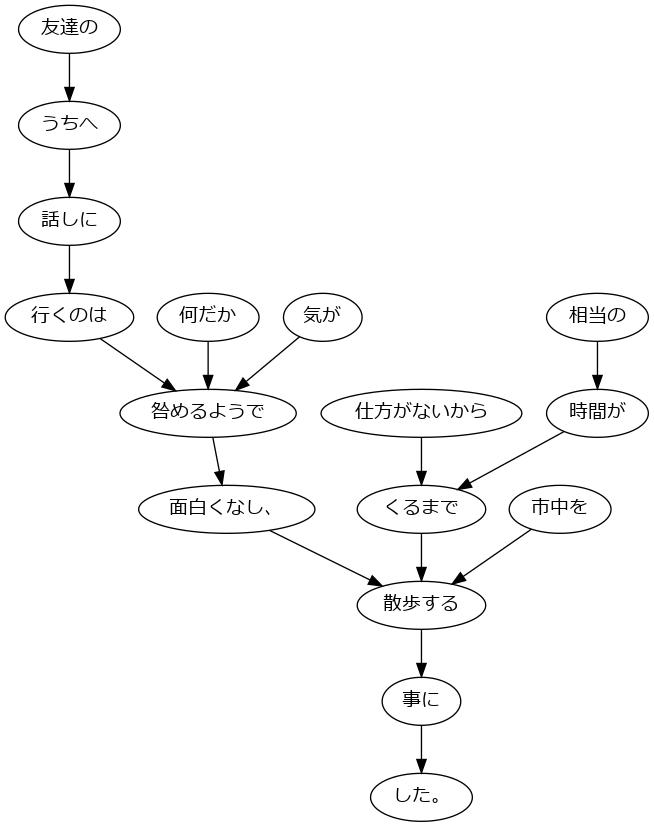 友達の
うちへ
話しに
行くのは
何だか
気が
相当の
咎めるようで
仕方がないから
時間が
面白くなし、
くるまで
市中を
散歩する
事に
した。